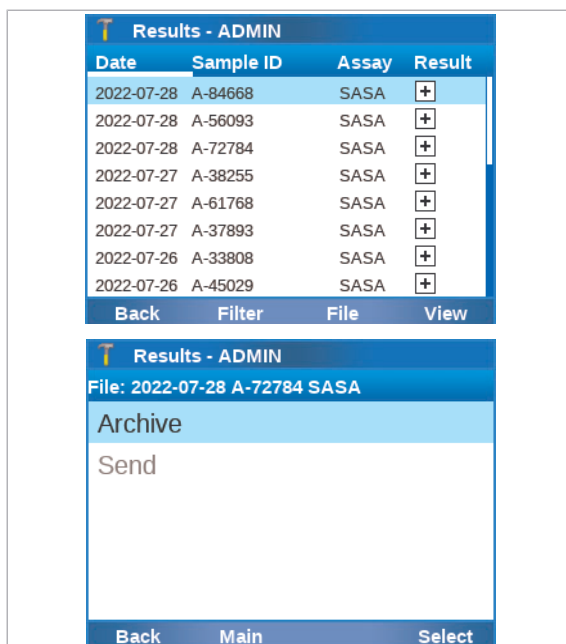 Results - ADMIN
Date Sample ID Assay Result
2022-07-28 A-84668 SASA +
2022-07-28 A-56093 SASA +
2022-07-28 A-72784 SASA +
2022-07-27 A-38255 SASA +
2022-07-27 A-61768 SASA +
2022-07-27 A-37893 SASA +
2022-07-26 A-33808 SASA +
2022-07-26 A-45029 SASA +
Back Filter File View
Results - ADMIN
File: 2022-07-28 A-72784 SASA
Archive
Send
Back Main Select